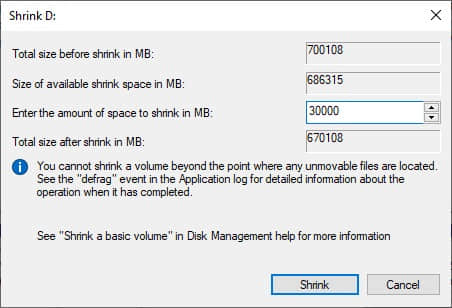 Shrink D:
Total size before shrink in MB: 700108
Size of available shrink space in MB: 686315
Enter the amount of space to shrink in MB: 30000
Total size after shrink in MB: 670108
You cannot shrink a volume beyond the point where any unmovable files are located.
See the "defrag" event in the Application log for detailed information about the
operation when it has completed.
See "Shrink a basic volume" in Disk Management help for more information
Shrink Cancel